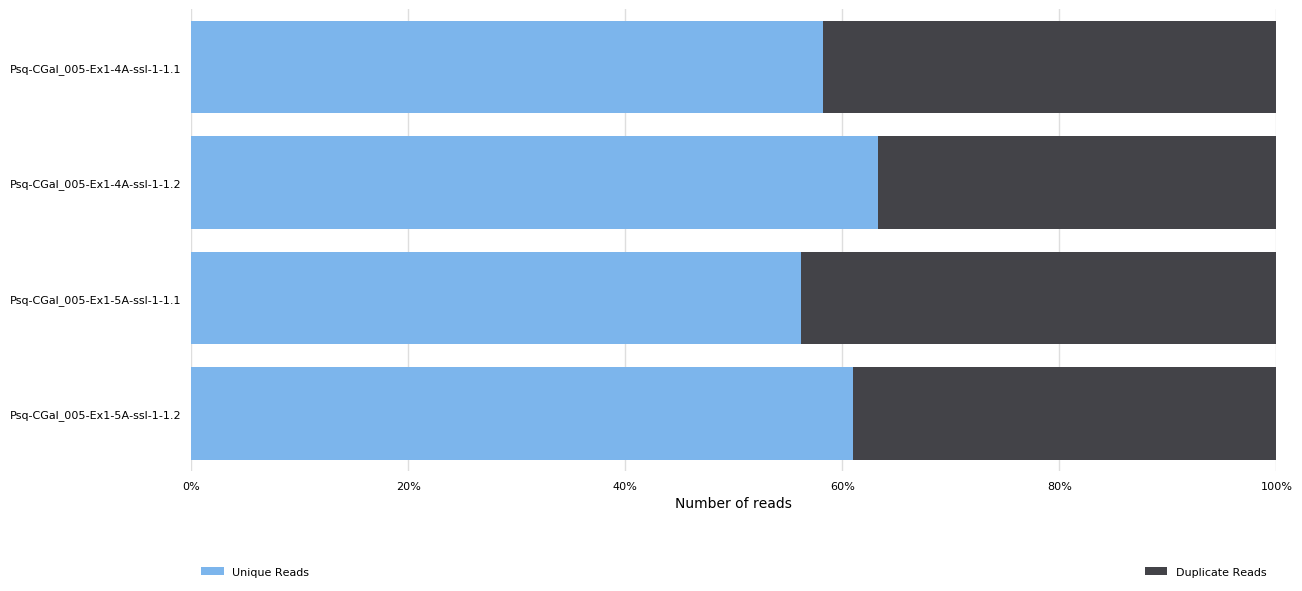 Psq-CGal_005-Ex1-4A-ssl-1-1.1
Psq-CGal_005-Ex1-4A-ssl-1-1.2
Psq-CGal_005-Ex1-5A-ssl-1-1.1
Psq-CGal_005-Ex1-5A-ssl-1-1.2
0% 20% 40% 60% 80% 100%
Number of reads
Unique Reads Duplicate Reads